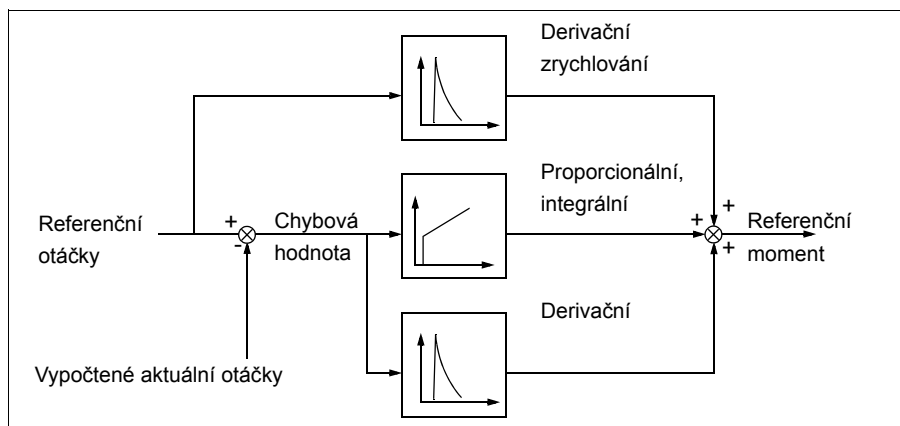 Derivační
zrychlování
Proporcionální,
integrální
Referenční
otáčky
+
-
Chybová
hodnota
+
+
+
Referenční
moment
Derivační
Vypočtené aktuální otáčky